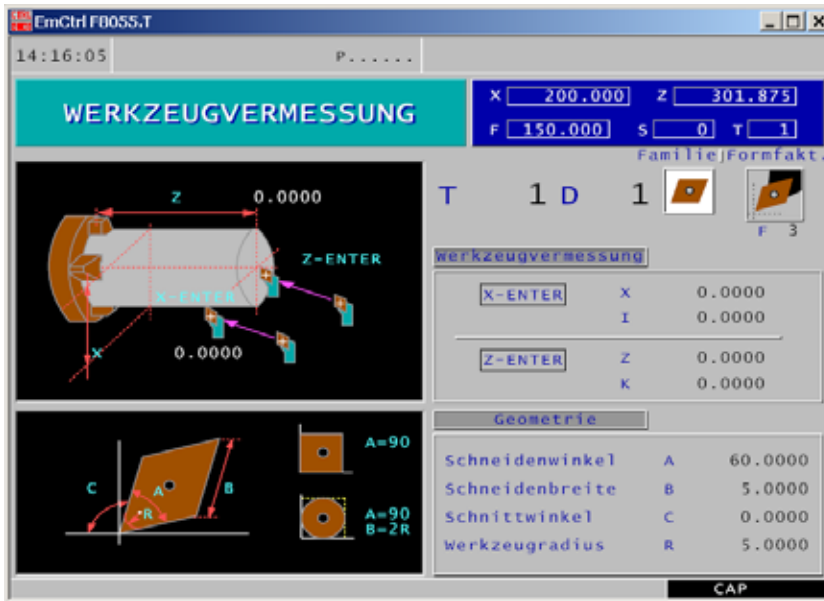 EmCtrl F8055.T
14:16:05 P......
WERKZEUGVERMESSUNG
X 200.000 Z 301.875
F 150.000 S 0 T 1
Familie Formfakt.
T 1 D 1
F 3
Z 0.0000
Z-ENTER
X-ENTER
X 0.0000
Werkzeugvermessung
X-ENTER X 0.0000
I 0.0000
Z-ENTER Z 0.0000
K 0.0000
C A B R
A=90
A=90
B=2R
Geometrie
Schneidenwinkel A 60.0000
Schneidenbreite B 5.0000
Schnittwinkel C 0.0000
Werkzeugradius R 5.0000
CAP